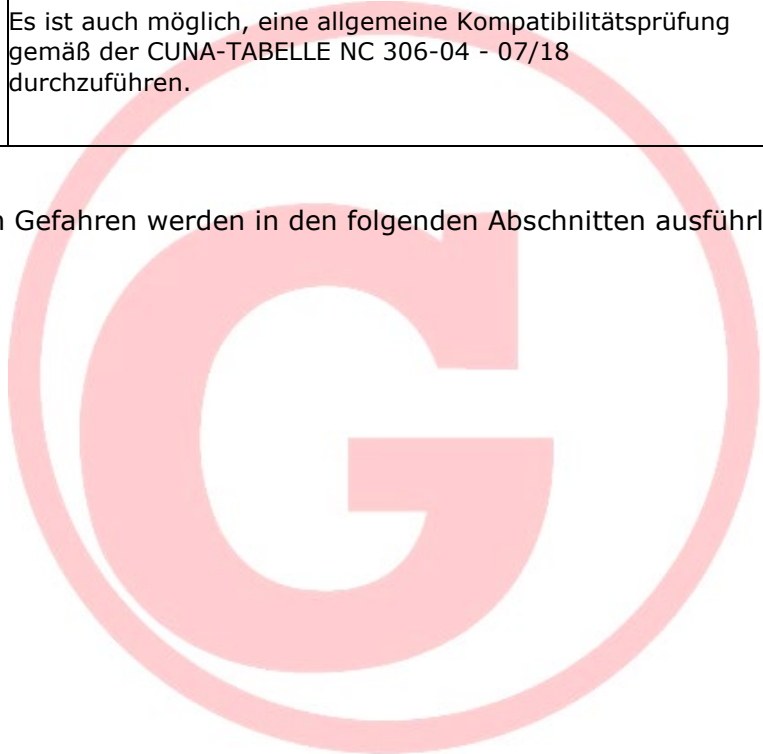 Es ist auch möglich, eine allgemeine Kompatibilitätsprüfung
gemäß der CUNA-TABELLE NC 306-04 - 07/18
durchzuführen.
Gefahren werden in den folgenden Abschnitten
G